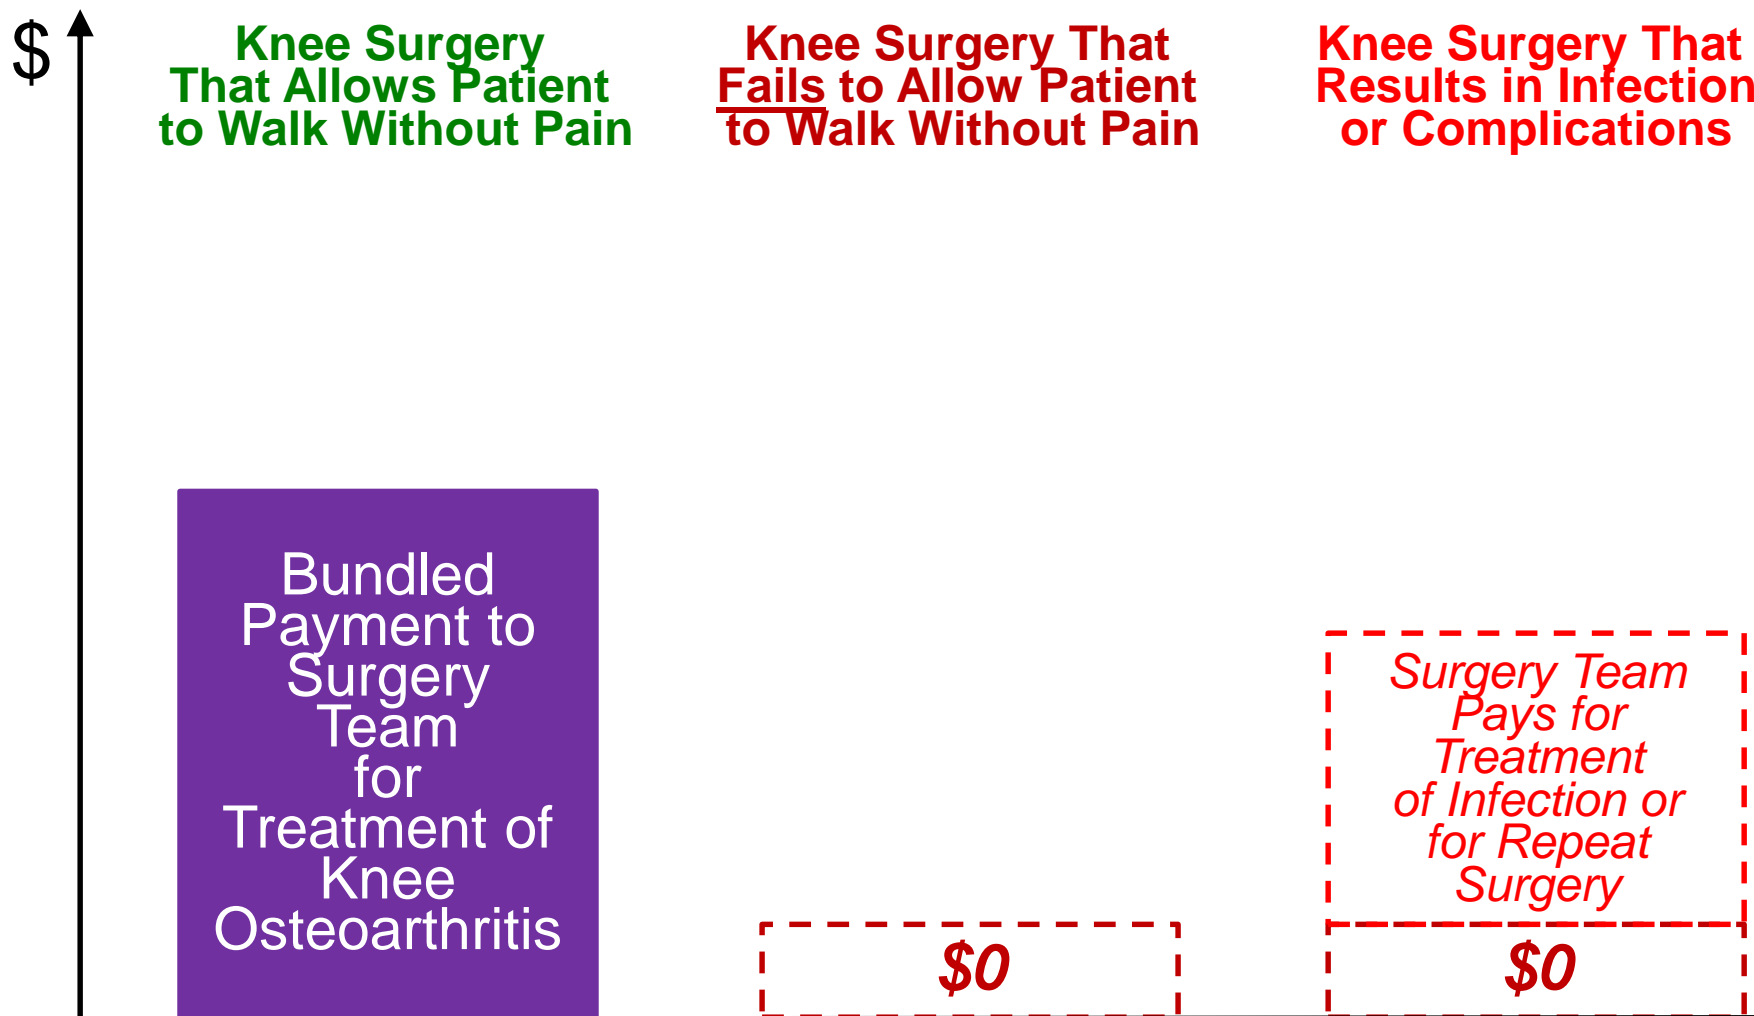 $
Knee Surgery
That Allows Patient
to Walk Without Pain
Knee Surgery That
Fails to Allow Patient
to Walk Without Pain
Knee Surgery That
Results in Infection
or Complications
Bundled
Payment to
Surgery
Team
for
Treatment of
Knee
Osteoarthritis
$0
Surgery Team
Pays for
Treatment
of Infection or
for Repeat
Surgery
$0